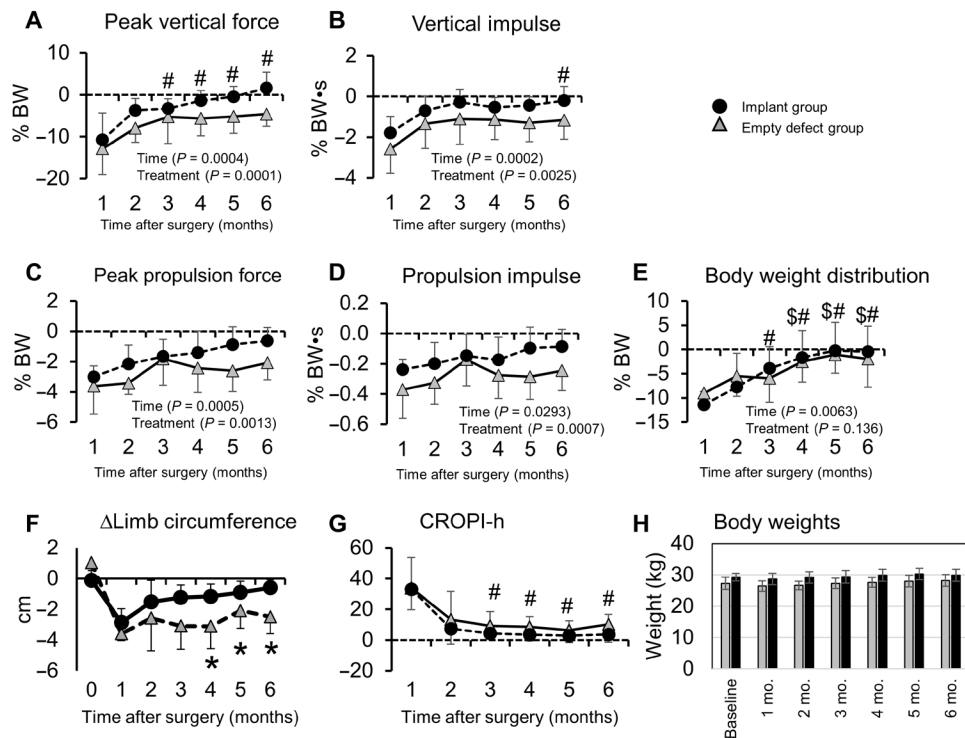 A Peak vertical force
% BW
10
0
−10
−20
# # # #
Time (P = 0.0004)
Treatment (P = 0.0001)
1 2 3 4 5 6
Time after surgery (months)
B Vertical impulse
% BW•s
2
0
−2
−4
#
Time (P = 0.0002)
Treatment (P = 0.0025)
1 2 3 4 5 6
Time after surgery (months)
Implant group
Empty defect group
C Peak propulsion force
% BW
2
0
−2
−4
−6
Time (P = 0.0005)
Treatment (P = 0.0013)
1 2 3 4 5 6
Time after surgery (months)
D Propulsion impulse
% BW•s
0.2
0.0
−0.2
−0.4
−0.6
Time (P = 0.0293)
Treatment (P = 0.0007)
1 2 3 4 5 6
Time after surgery (months)
E Body weight distribution
% BW
10
5
0
−5
−10
−15
# $# $# $#
Time (P = 0.0063)
Treatment (P = 0.136)
1 2 3 4 5 6
Time after surgery (months)
F ΔLimb circumference
cm
2
0
−2
−4
−6
* * *
0 1 2 3 4 5 6
Time after surgery (months)
G CROPI-h
60
40
20
0
−20
# # # #
1 2 3 4 5 6
Time after surgery (months)
H Body weights
Weight (kg)
40
30
20
10
0
Baseline
1 mo.
2 mo.
3 mo.
4 mo.
5 mo.
6 mo.